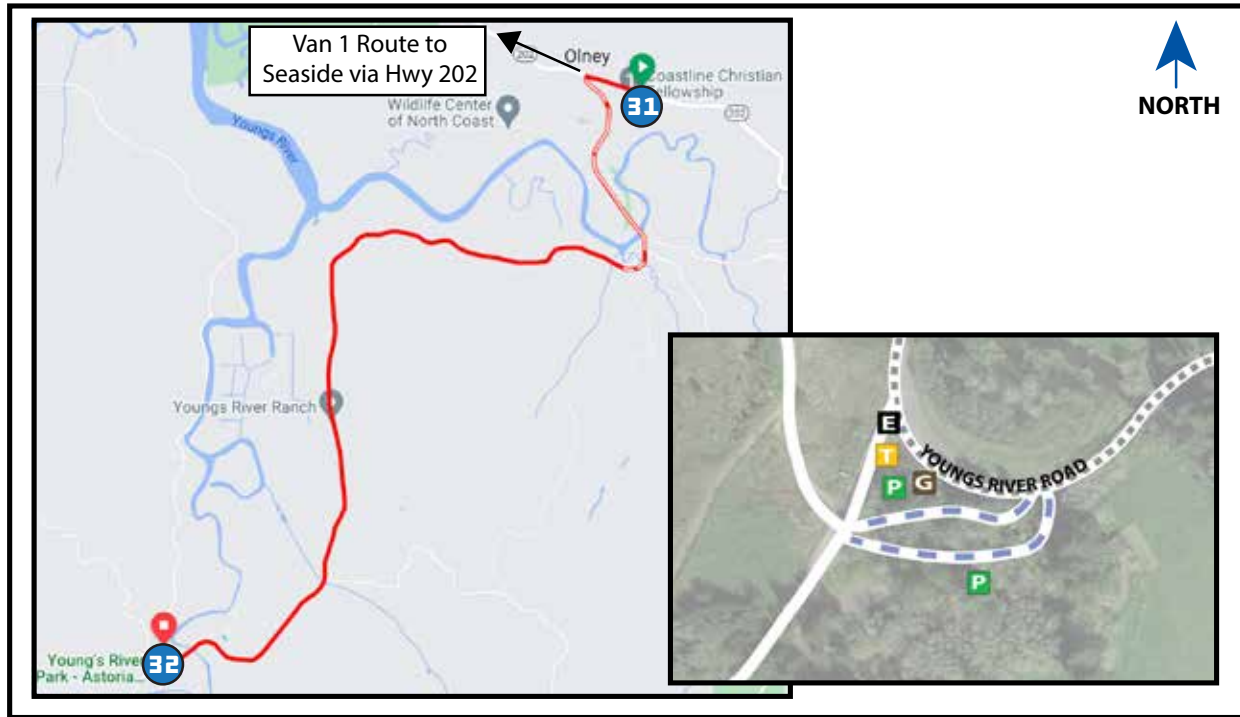 Van 1 Route to
Seaside via Hwy 202
202
Olney
Coastline Christian
Fellowship
31
202
Wildlife Center
of North Coast
Youngs River
NORTH
Youngs River Ranch
Young's River
Park - Astoria...
32
E
T
P
G
YOUNGS RIVER ROAD
P